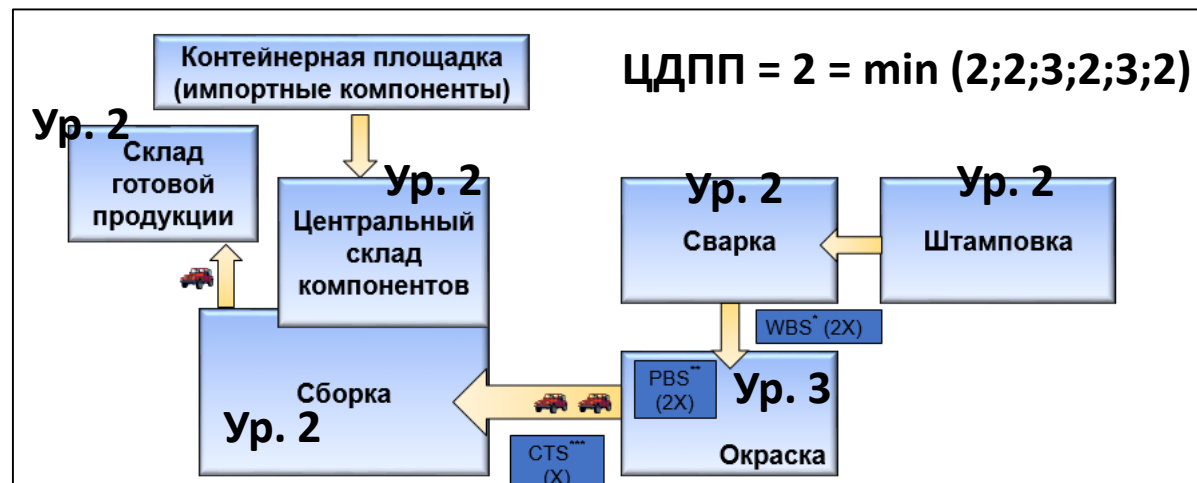 Контейнерная площадка
(импортные компоненты)
ЦДПП = 2 = min (2;2;3;2;3;2)
Ур. 2
Склад
готовой
продукции
Ур. 2
Центральный
склад
компонентов
Ур. 2
Сварка
Ур. 2
Штамповка
WBS* (2X)
Сборка
Ур. 2
PBS**
(2X)
Ур. 3
Окраска
CTS***
(X)